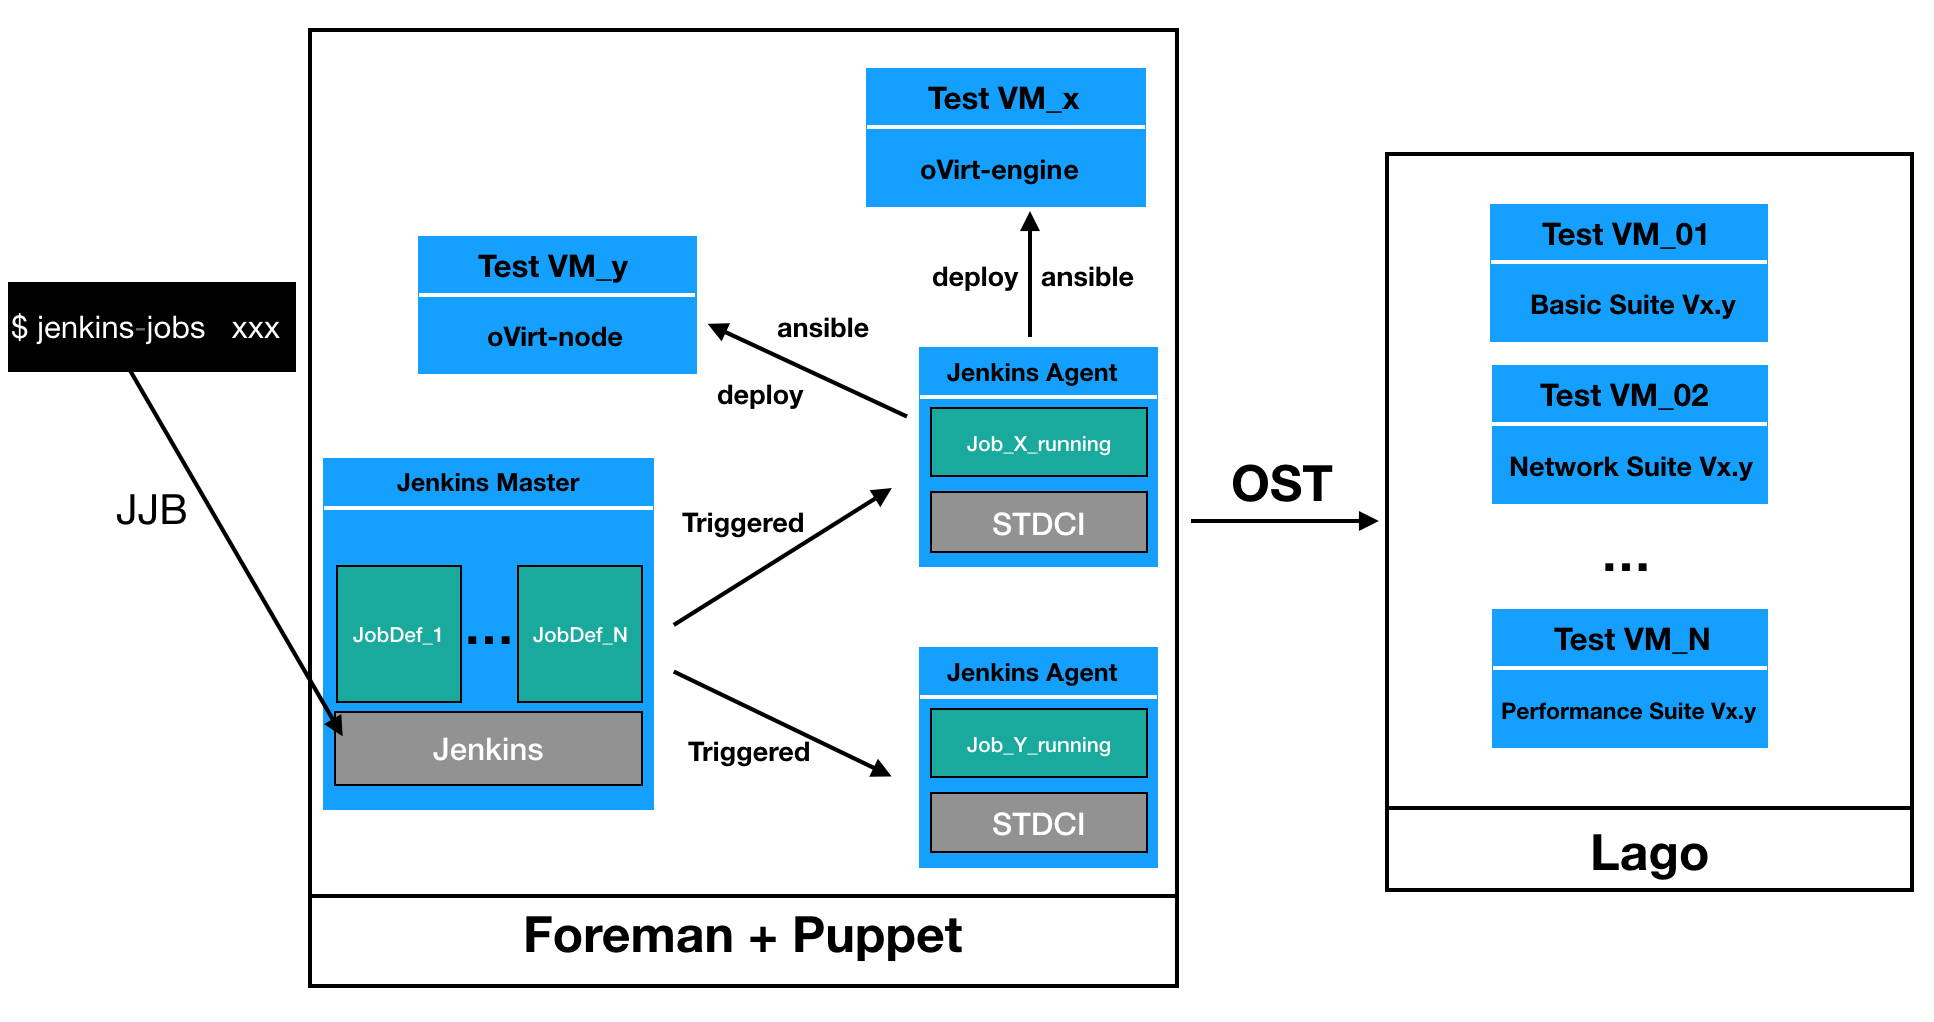 $ jenkins-jobs xxx
JJB
Test VM_x
oVirt-engine
Test VM_y
oVirt-node
deploy
ansible
ansible
deploy
Jenkins Agent
Job_X_running
STDCI
Jenkins Master
JobDef_1
...
JobDef_N
Jenkins
Triggered
Triggered
Jenkins Agent
Job_Y_running
STDCI
Foreman + Puppet
OST
Test VM_01
Basic Suite Vx.y
Test VM_02
Network Suite Vx.y
...
Test VM_N
Performance Suite Vx.y
Lago